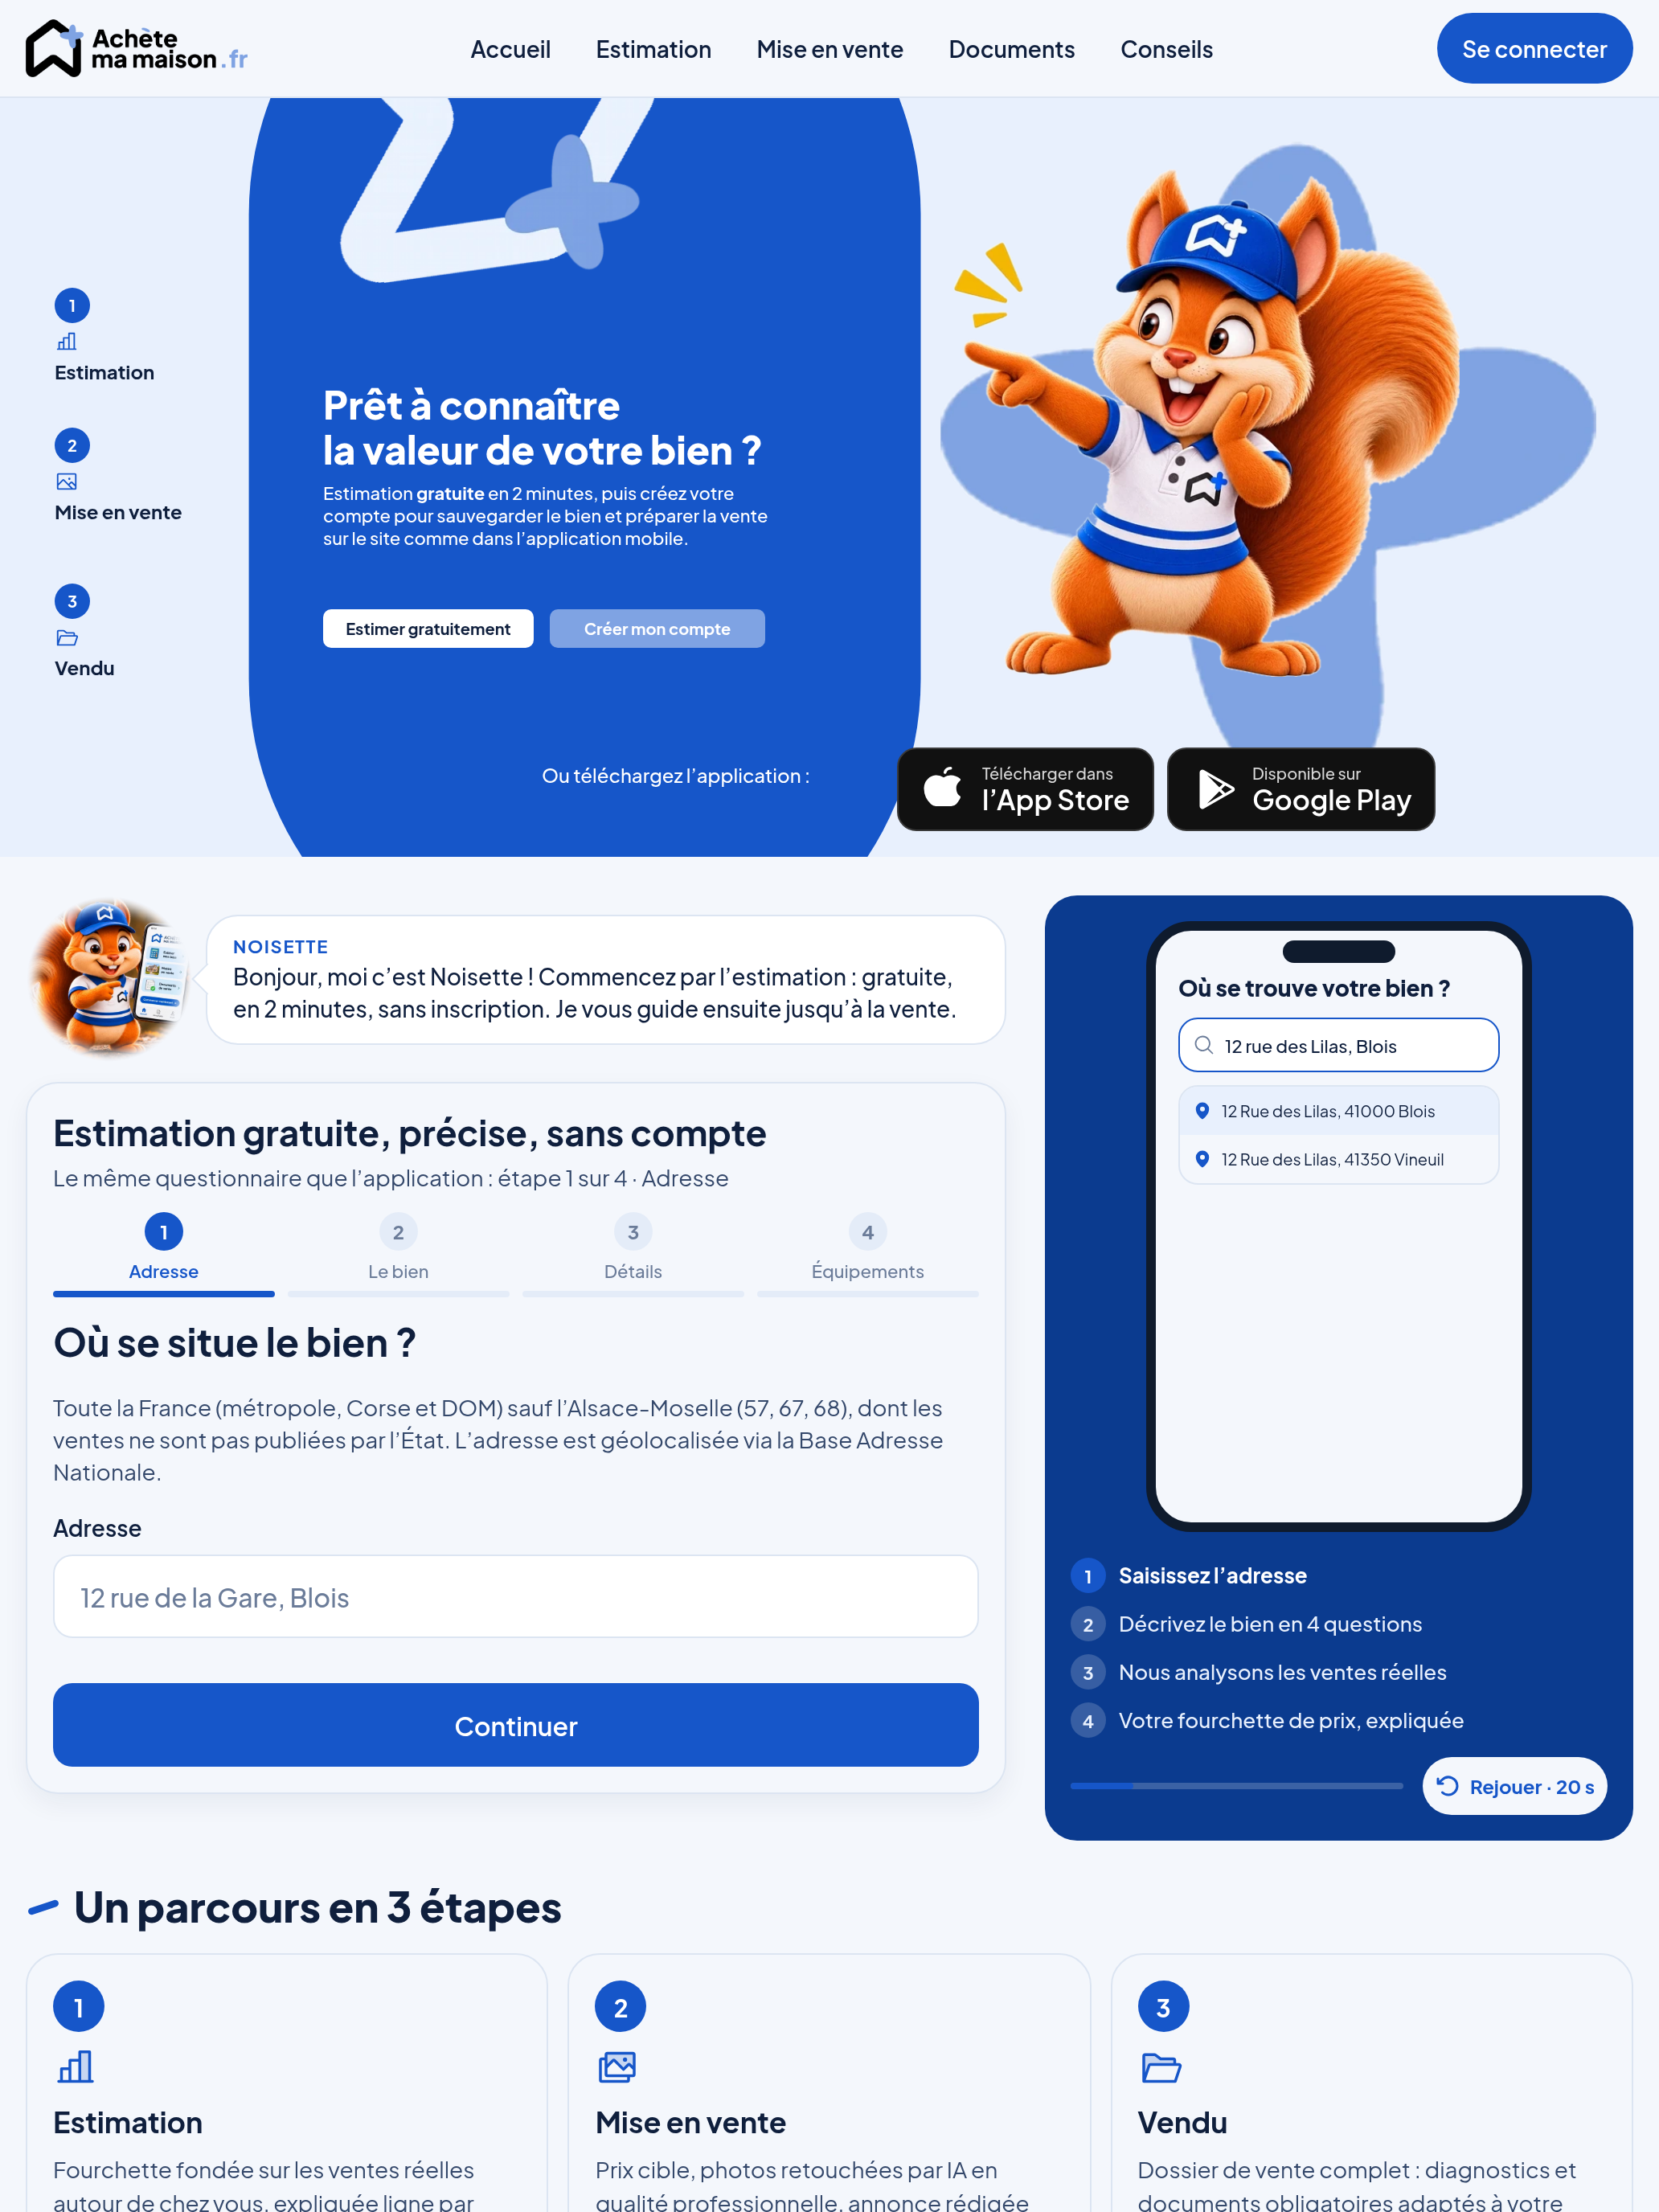 Achète
ma maison.fr
Accueil
Estimation
Mise en vente
Documents
Conseils
Se connecter
1
Estimation
2
Mise en vente
3
Vendu
Prêt à connaître
la valeur de votre bien ?
Estimation gratuite en 2 minutes, puis créez votre
compte pour sauvegarder le bien et préparer la vente
sur le site comme dans l’application mobile.
Estimer gratuitement
Créer mon compte
Ou téléchargez l’application :
Télécharger dans
l’App Store
Disponible sur
Google Play
NOISETTE
Bonjour, moi c’est Noisette ! Commencez par l’estimation : gratuite,
en 2 minutes, sans inscription. Je vous guide ensuite jusqu’à la vente.
Estimation gratuite, précise, sans compte
Le même questionnaire que l’application : étape 1 sur 4 · Adresse
1
Adresse
2
Le bien
3
Détails
4
Équipements
Où se situe le bien ?
Toute la France (métropole, Corse et DOM) sauf l’Alsace-Moselle (57, 67, 68), dont les
ventes ne sont pas publiées par l’État. L’adresse est géolocalisée via la Base Adresse
Nationale.
Adresse
12 rue de la Gare, Blois
Continuer
Où se trouve votre bien ?
12 rue des Lilas, Blois
12 Rue des Lilas, 41000 Blois
12 Rue des Lilas, 41350 Vineuil
1 Saisissez l’adresse
2 Décrivez le bien en 4 questions
3 Nous analysons les ventes réelles
4 Votre fourchette de prix, expliquée
Rejouer · 20 s
Un parcours en 3 étapes
1
Estimation
Fourchette fondée sur les ventes réelles
autour de chez vous, expliquée ligne par
2
Mise en vente
Prix cible, photos retouchées par IA en
qualité professionnelle, annonce rédigée
3
Vendu
Dossier de vente complet : diagnostics et
documents obligatoires adaptés à votre